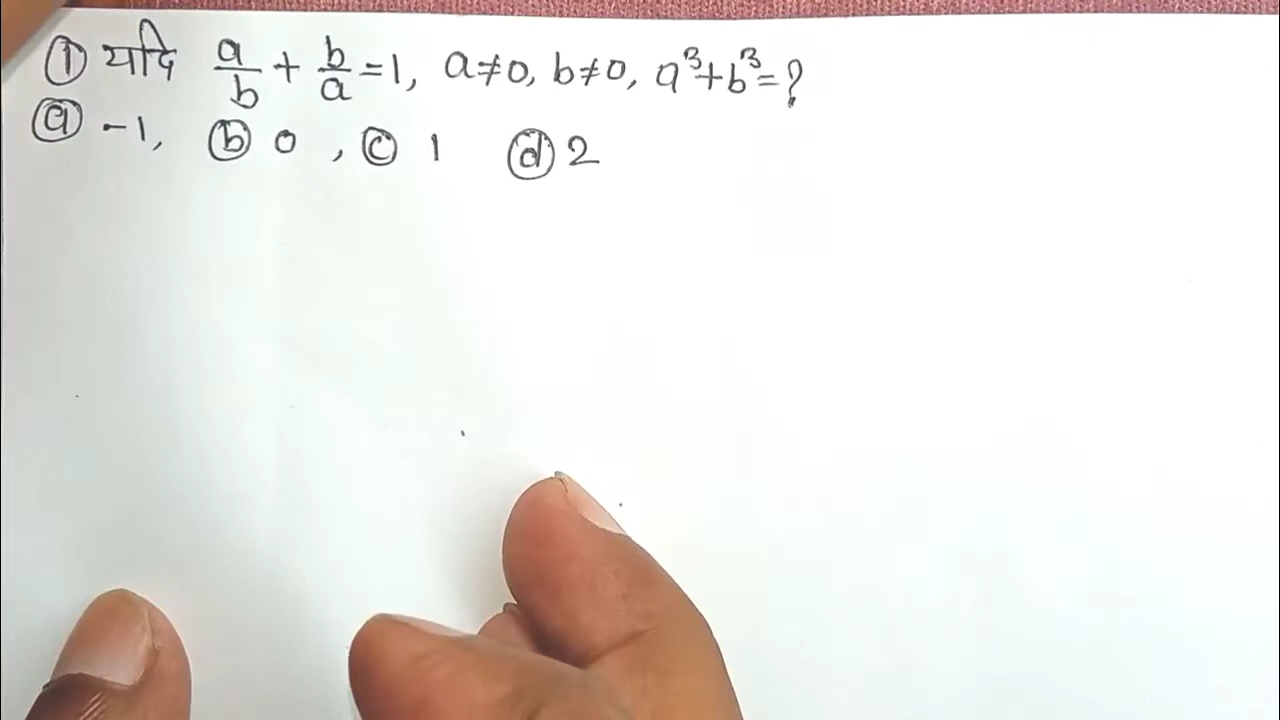 ① यदि a/b + b/a = 1, a≠0, b≠0, a³+b³=?
ⓐ -1, ⓑ 0 , ⓒ 1 ⓓ 2